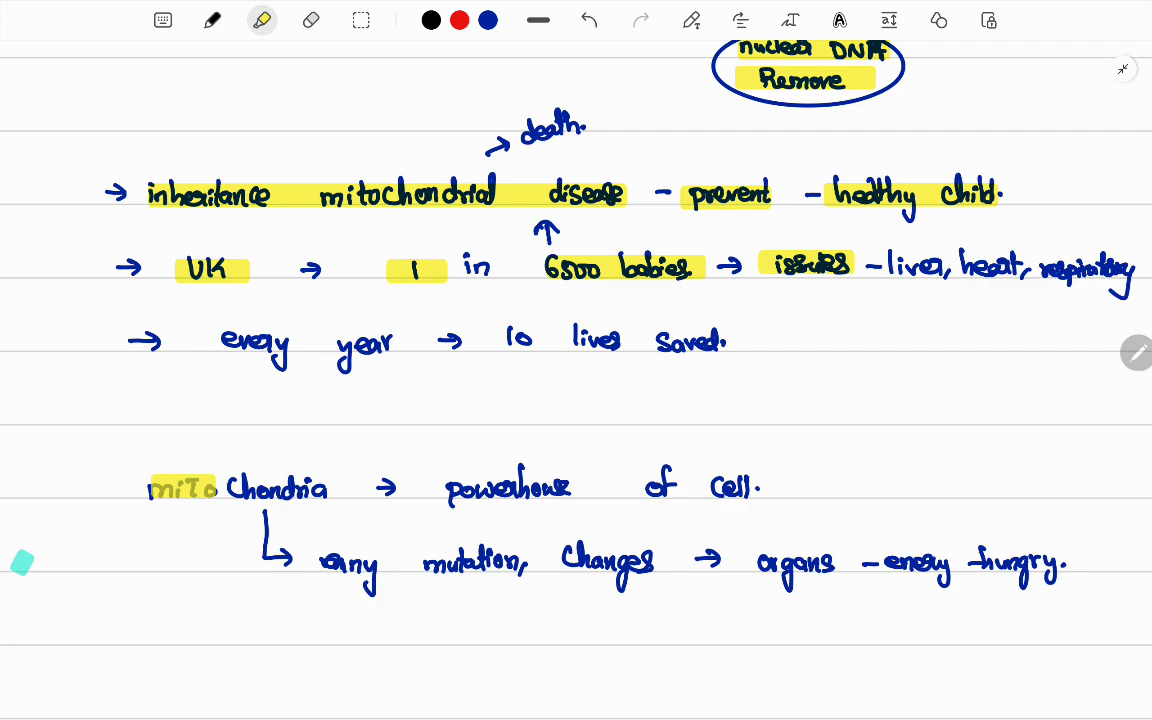 nuclear DNA
Remove
→ death.
→ inheritance mitochondrial disease - prevent - healthy child.
→ UK → 1 in 6500 babies → issues - liver, heart, respiratory
→ every year → 10 lives saved.
mitochondria → powerhouse of cell.
any mutation, changes → organs - energy - hungry.